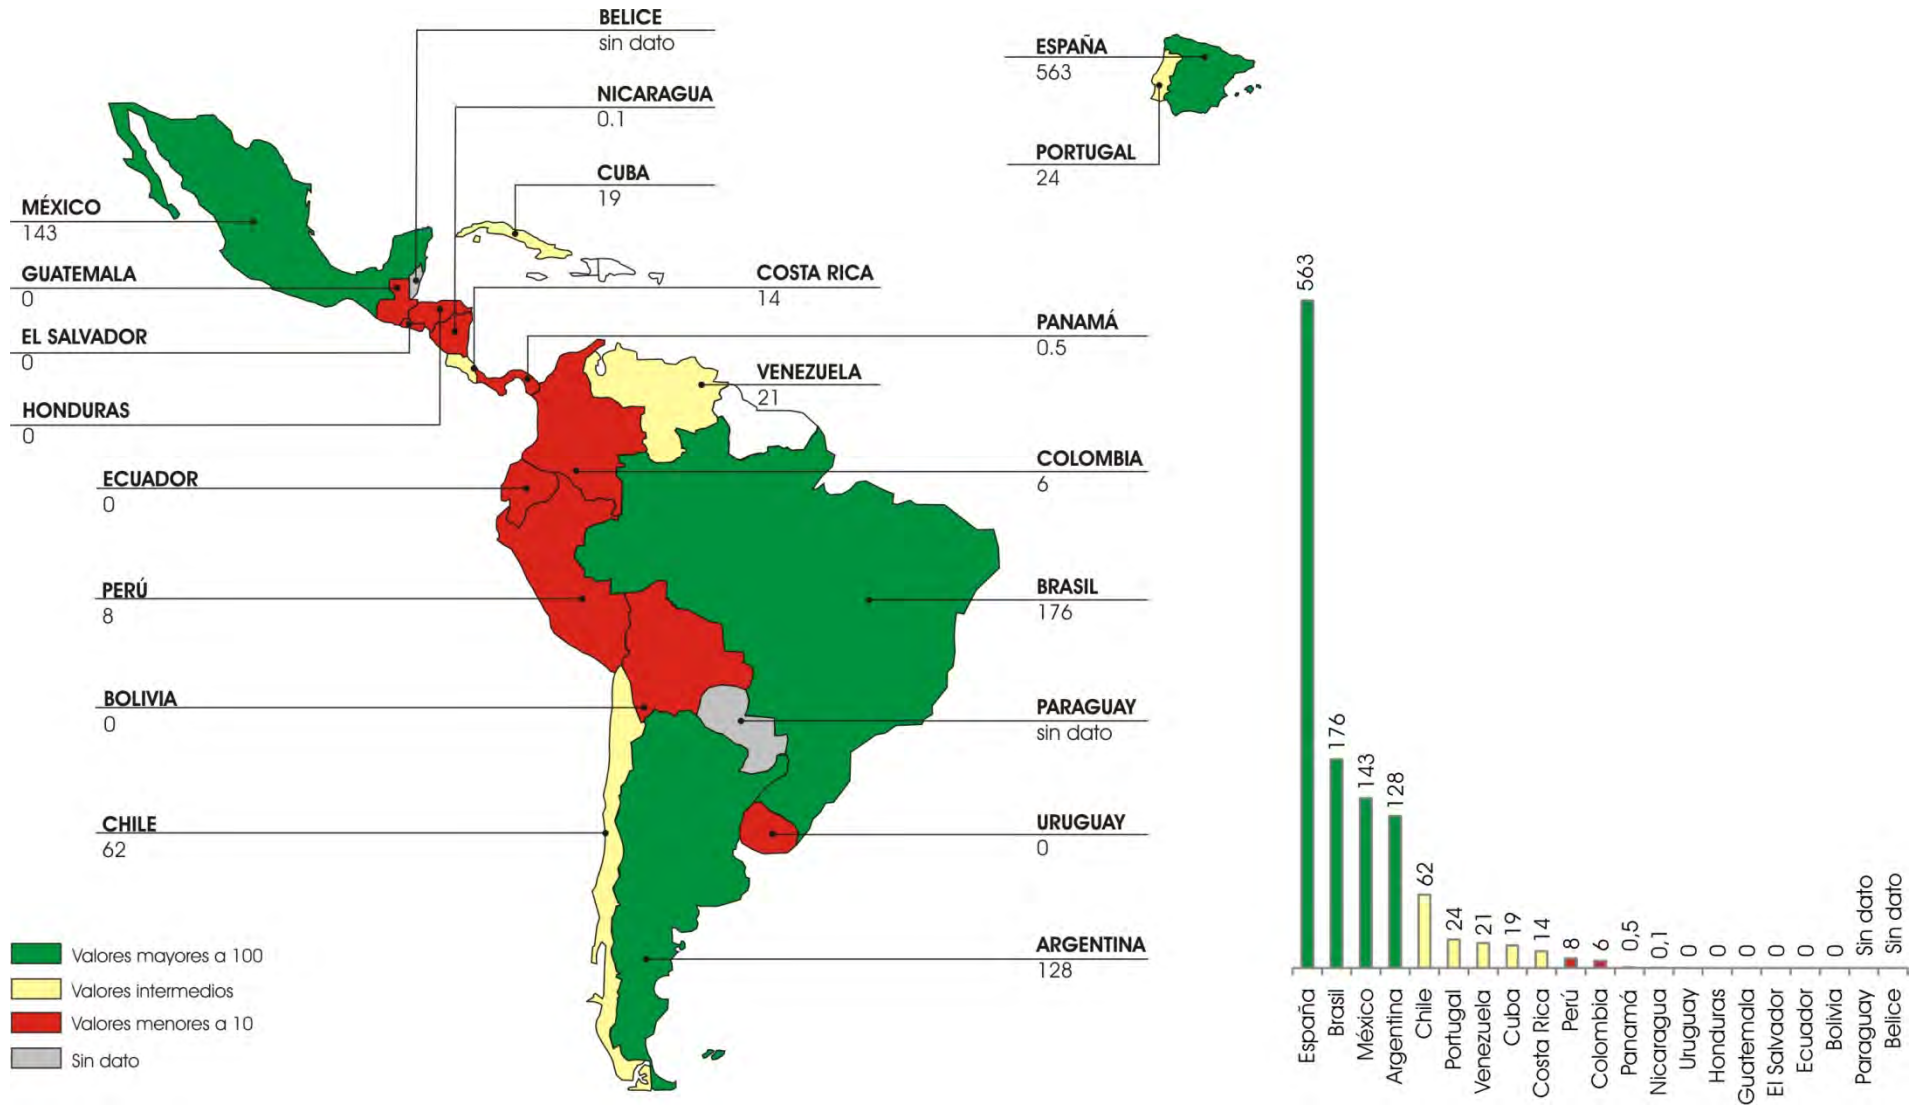 BELICE
sin dato
NICARAGUA
0.1
CUBA
19
ESPAÑA
563
PORTUGAL
24
MÉXICO
143
GUATEMALA
0
EL SALVADOR
0
HONDURAS
0
COSTA RICA
14
PANAMÁ
0.5
VENEZUELA
21
COLOMBIA
6
ECUADOR
0
PERÚ
8
BRASIL
176
BOLIVIA
0
PARAGUAY
sin dato
CHILE
62
URUGUAY
0
ARGENTINA
128
Valores mayores a 100
Valores intermedios
Valores menores a 10
Sin dato
563
176
143
128
62
24
21
19
14
8
6
0,5
0,1
0
0
0
0
0
0
Sin dato
Sin dato
España
Brasil
México
Argentina
Chile
Portugal
Venezuela
Cuba
Costa Rica
Perú
Colombia
Panamá
Nicaragua
Uruguay
Honduras
Guatemala
El Salvador
Ecuador
Bolivia
Paraguay
Belice